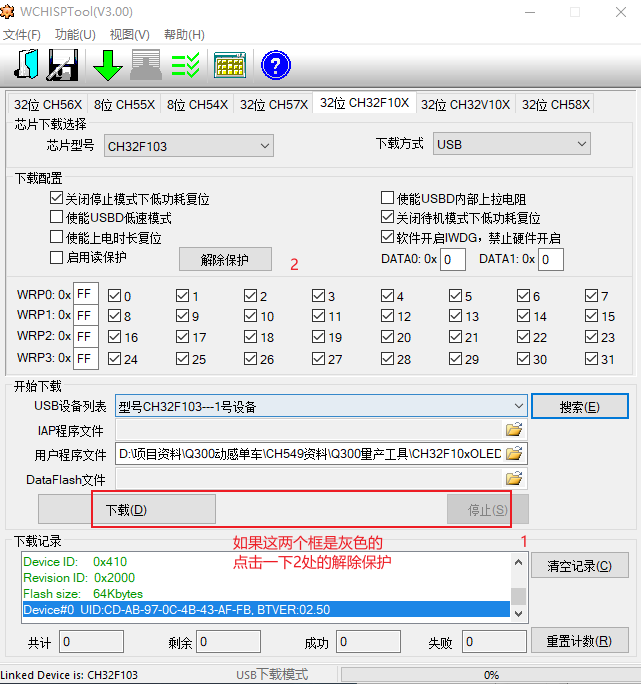 WCHISPTool(V3.00)
文件(F) 功能(U) 视图(V) 帮助(H)
32位 CH56X 8位 CH55X 8位 CH54X 32位 CH57X 32位 CH32F10X 32位 CH32V10X 32位 CH58X
芯片下载选择
芯片型号 CH32F103 下载方式 USB
下载配置
关闭停止模式下低功耗复位 使能USBD内部上拉电阻
使能USBD低速模式 关闭待机模式下低功耗复位
使能上电时长复位 软件开启IWDG，禁止硬件开启
启用读保护 解除保护 2 DATA0: 0x 0 DATA1: 0x 0
WRP0: 0x FF 0 1 2 3 4 5 6 7
WRP1: 0x FF 8 9 10 11 12 13 14 15
WRP2: 0x FF 16 17 18 19 20 21 22 23
WRP3: 0x FF 24 25 26 27 28 29 30 31
开始下载
USB设备列表 型号CH32F103---1号设备 搜索(E)
IAP程序文件
用户程序文件 D:\项目资料\Q300动感单车\CH549资料\Q300量产工具\CH32F10xOLED
DataFlash文件
下载(D) 停止(S)
如果这两个框是灰色的 1
点击一下2处的解除保护
下载记录
Device ID: 0x410 清空记录(C)
Revision ID: 0x2000
Flash size: 64Kbytes
Device#0 UID:CD-AB-97-0C-4B-43-AF-FB, BTVER:02.50
共计 0 剩余 0 成功 0 失败 0 重置计数(R)
Linked Device is: CH32F103 USB下载模式 0%